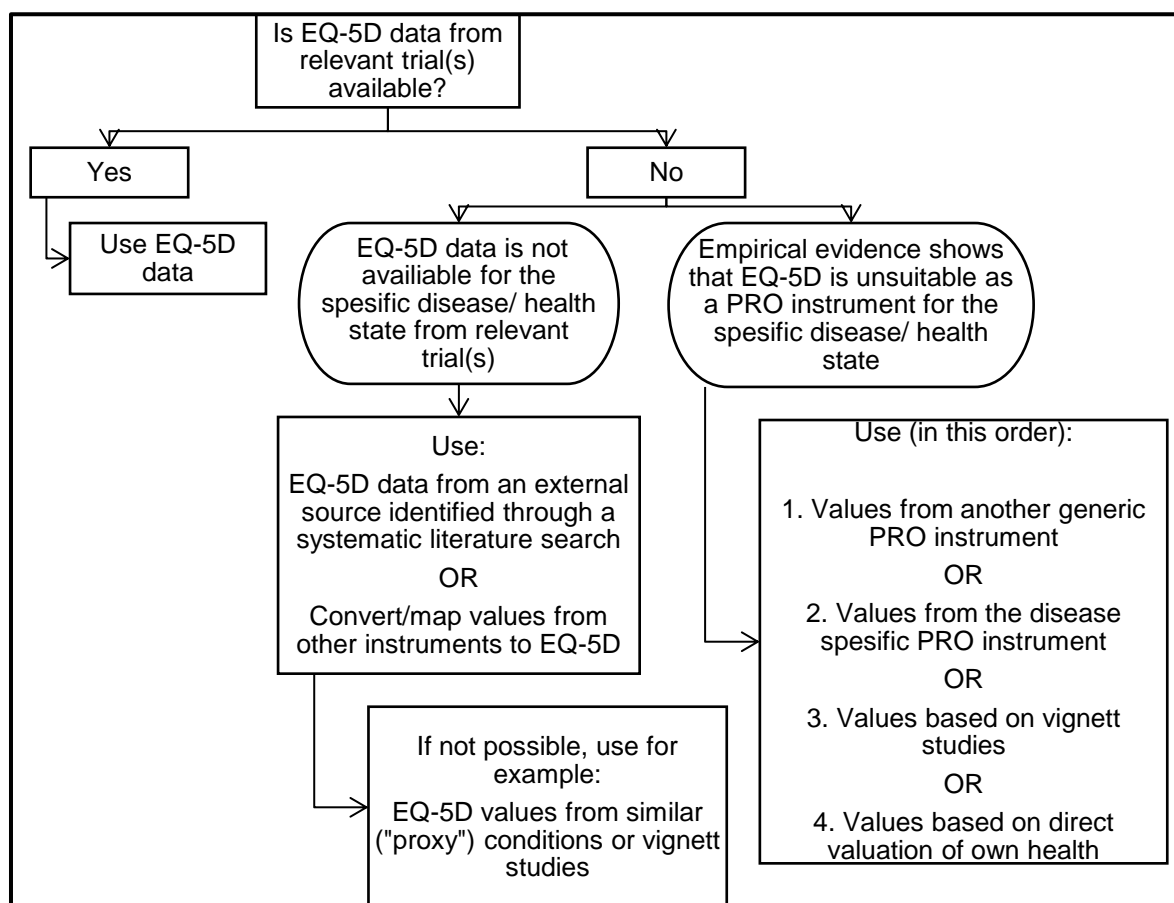 Is EQ-5D data from
relevant trial(s)
available?
Yes
No
Use EQ-5D
data
EQ-5D data is not
availiable for the
spesific disease/ health
state from relevant
trial(s)
Empirical evidence shows
that EQ-5D is unsuitable as
a PRO instrument for the
spesific disease/ health
state
Use:
EQ-5D data from an external
source identified through a
systematic literature search
OR
Convert/map values from
other instruments to EQ-5D
If not possible, use for
example:
EQ-5D values from similar
("proxy") conditions or vignett
studies
Use (in this order):
1. Values from another generic
PRO instrument
OR
2. Values from the disease
spesific PRO instrument
OR
3. Values based on vignett
studies
OR
4. Values based on direct
valuation of own health